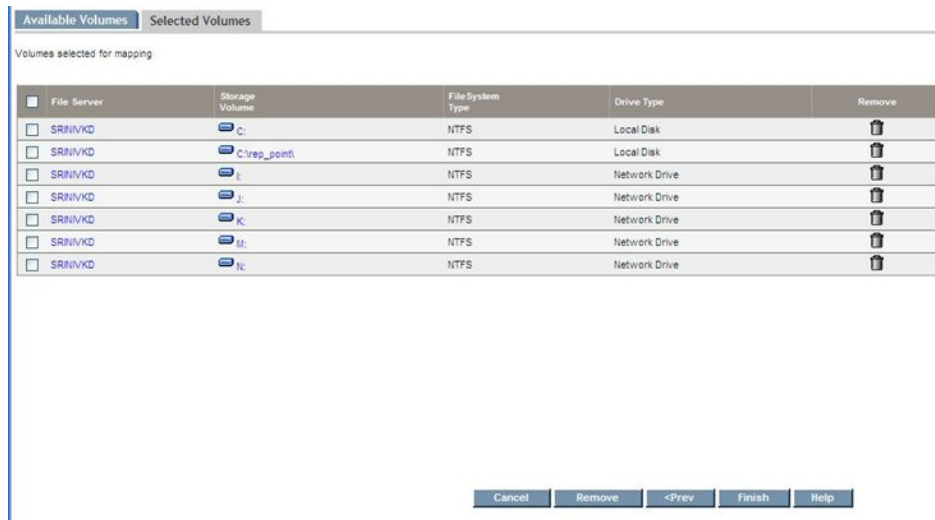 Available Volumes Selected Volumes
Volumes selected for mapping
File Server Storage Volume FileSystem Type Drive Type Remove
SRINIVKD C: NTFS Local Disk
SRINIVKD C:\rep_point\ NTFS Local Disk
SRINIVKD I: NTFS Network Drive
SRINIVKD J: NTFS Network Drive
SRINIVKD K: NTFS Network Drive
SRINIVKD M: NTFS Network Drive
SRINIVKD N: NTFS Network Drive
Cancel Remove <Prev Finish Help